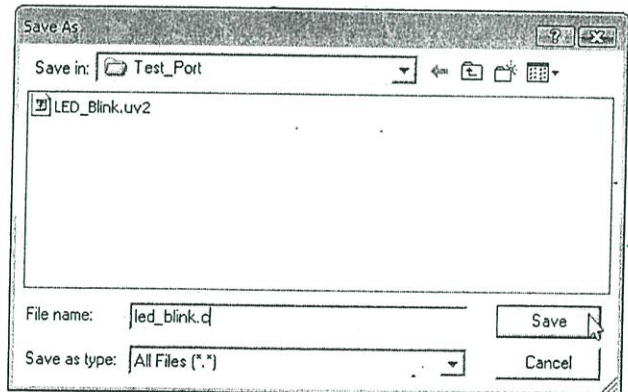 Save As
Save in: Test_Port
LED_Blink.uv2
File name: led_blink.c
Save
Save as type: All Files (*.*)
Cancel